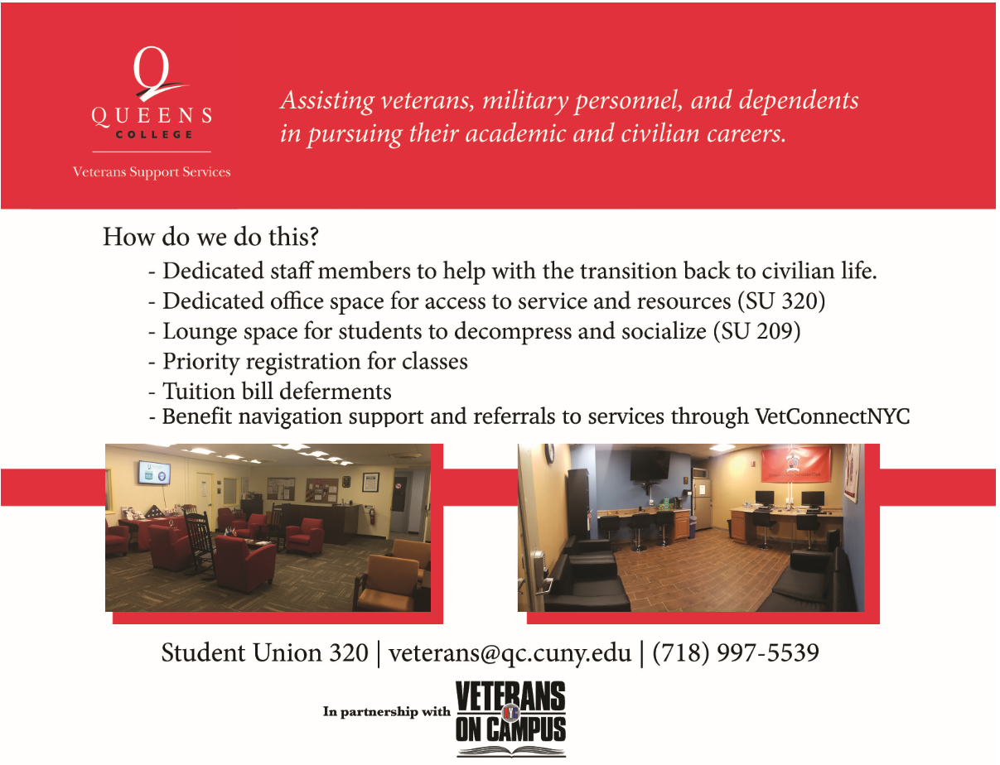 Q
QUEENS
COLLEGE
Veterans Support Services
Assisting veterans, military personnel, and dependents
in pursuing their academic and civilian careers.
How do we do this?
- Dedicated staff members to help with the transition back to civilian life.
- Dedicated office space for access to service and resources (SU 320)
- Lounge space for students to decompress and socialize (SU 209)
- Priority registration for classes
- Tuition bill deferments
- Benefit navigation support and referrals to services through VetConnectNYC
Student Union 320 | veterans@qc.cuny.edu | (718) 997-5539
In partnership with
VETERANS
NYC
ON CAMPUS